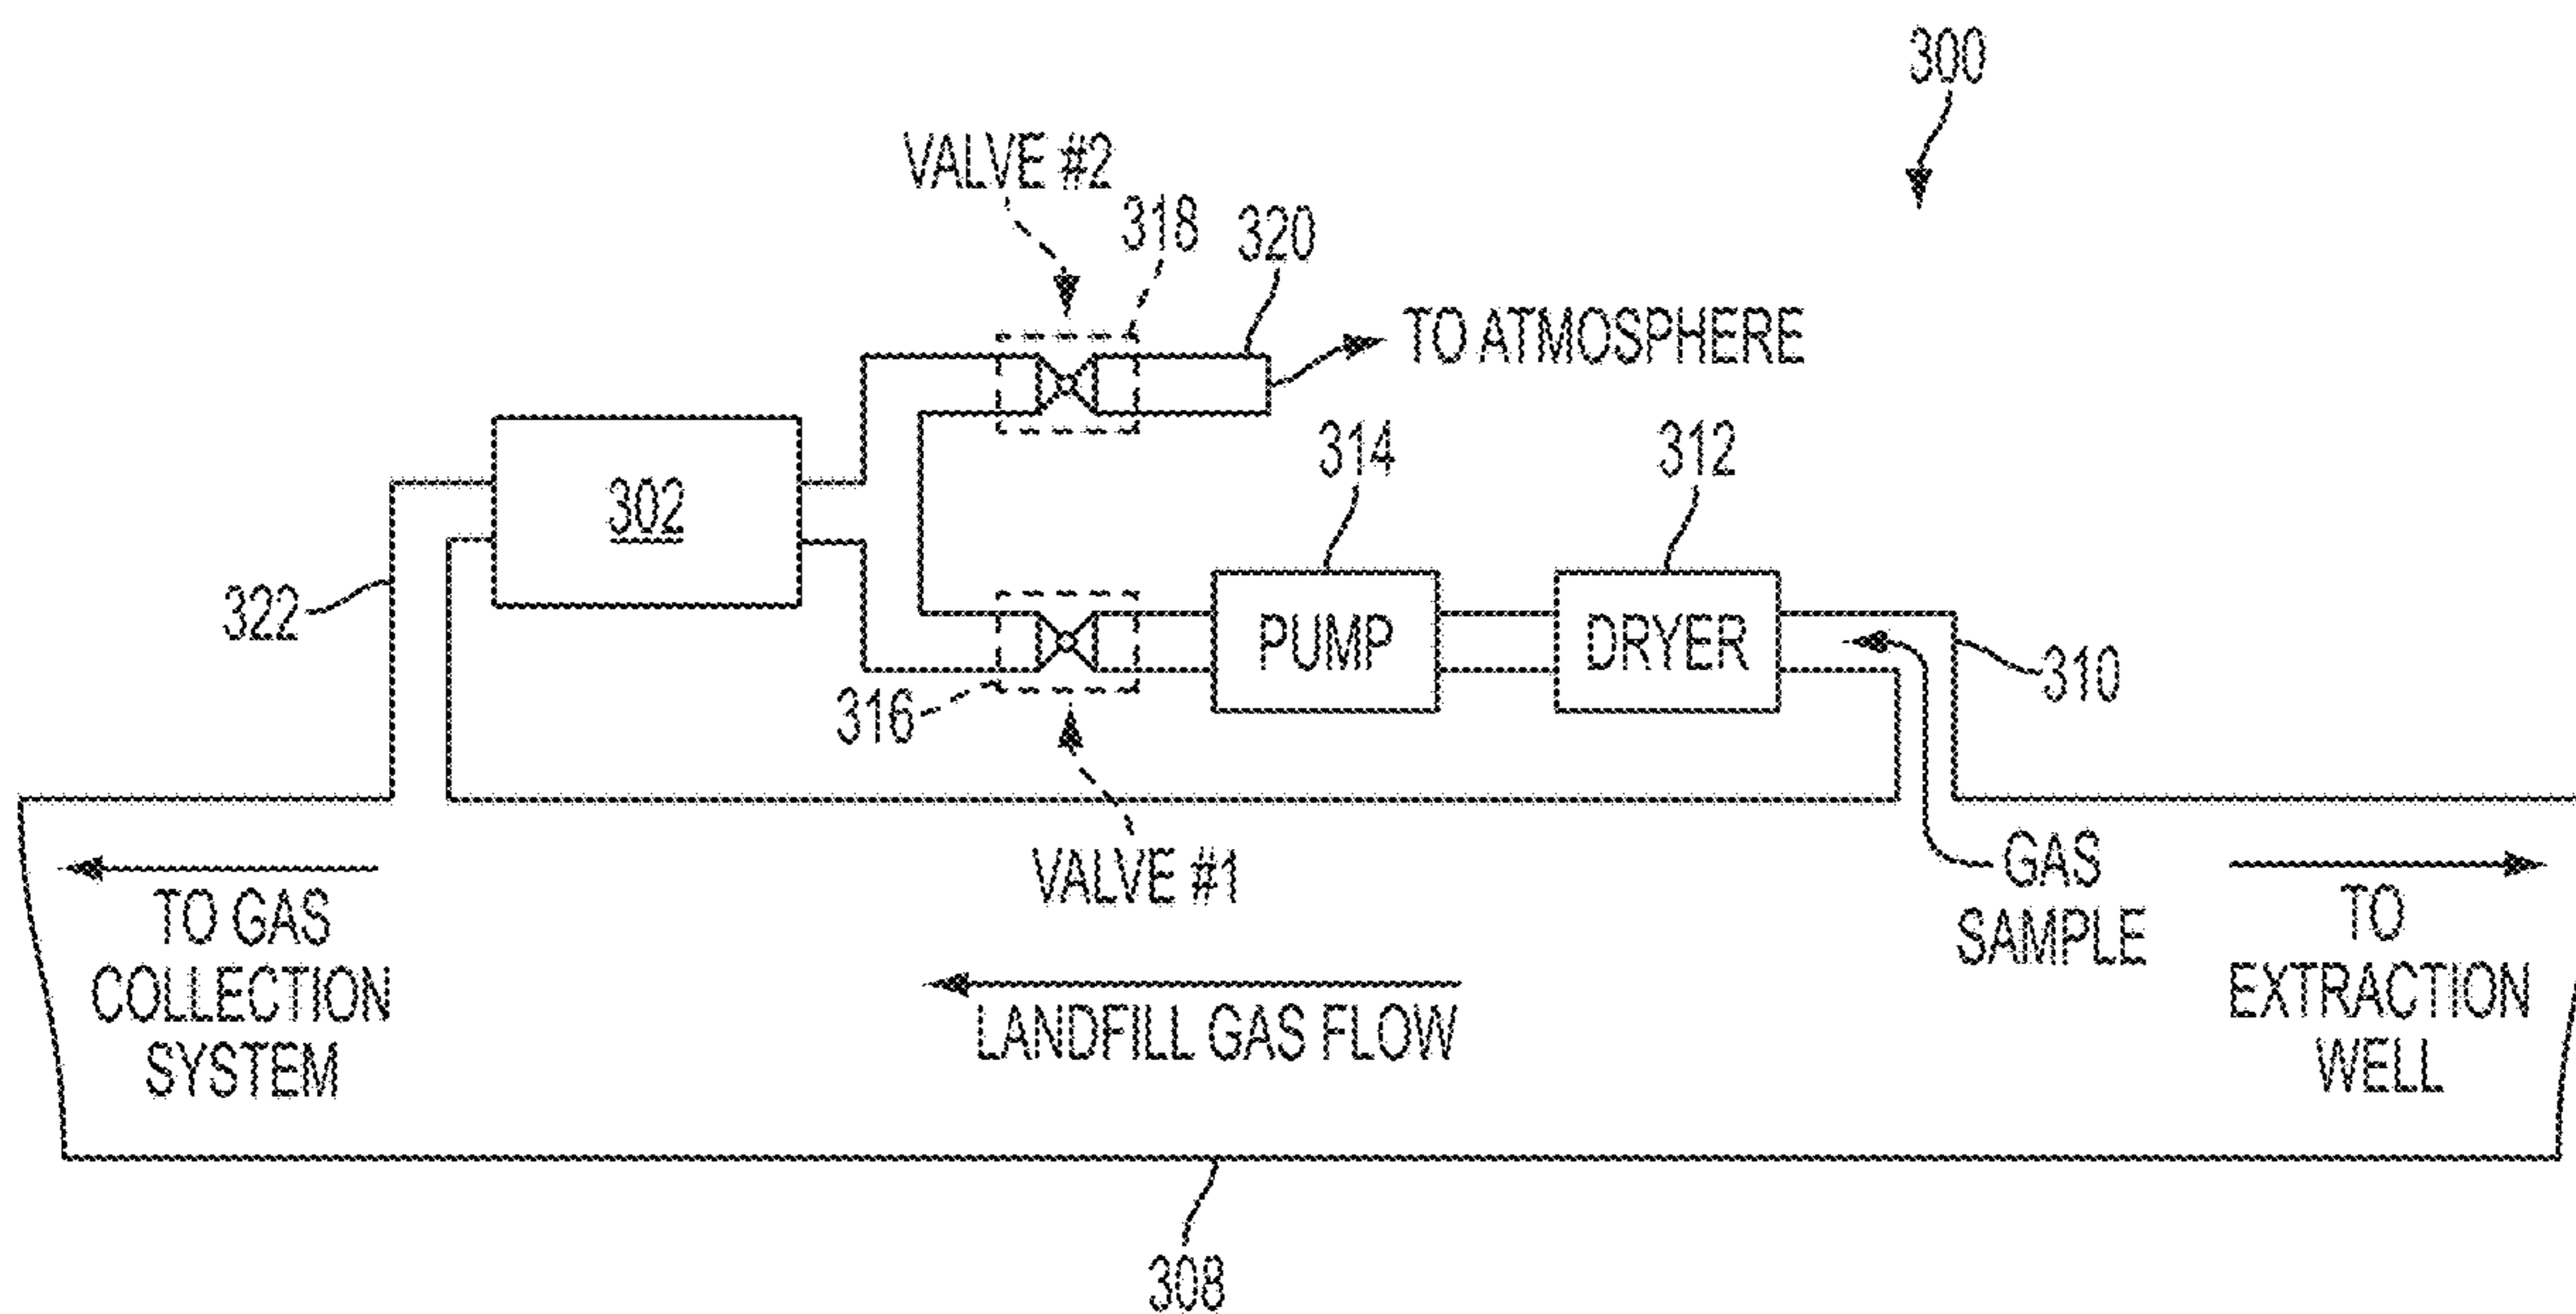 300
VALVE #2
318
320
TO ATMOSPHERE
314
312
302
322
PUMP
DRYER
310
316
VALVE #1
GAS
SAMPLE
TO GAS
COLLECTION
SYSTEM
LANDFILL GAS FLOW
TO
EXTRACTION
WELL
308